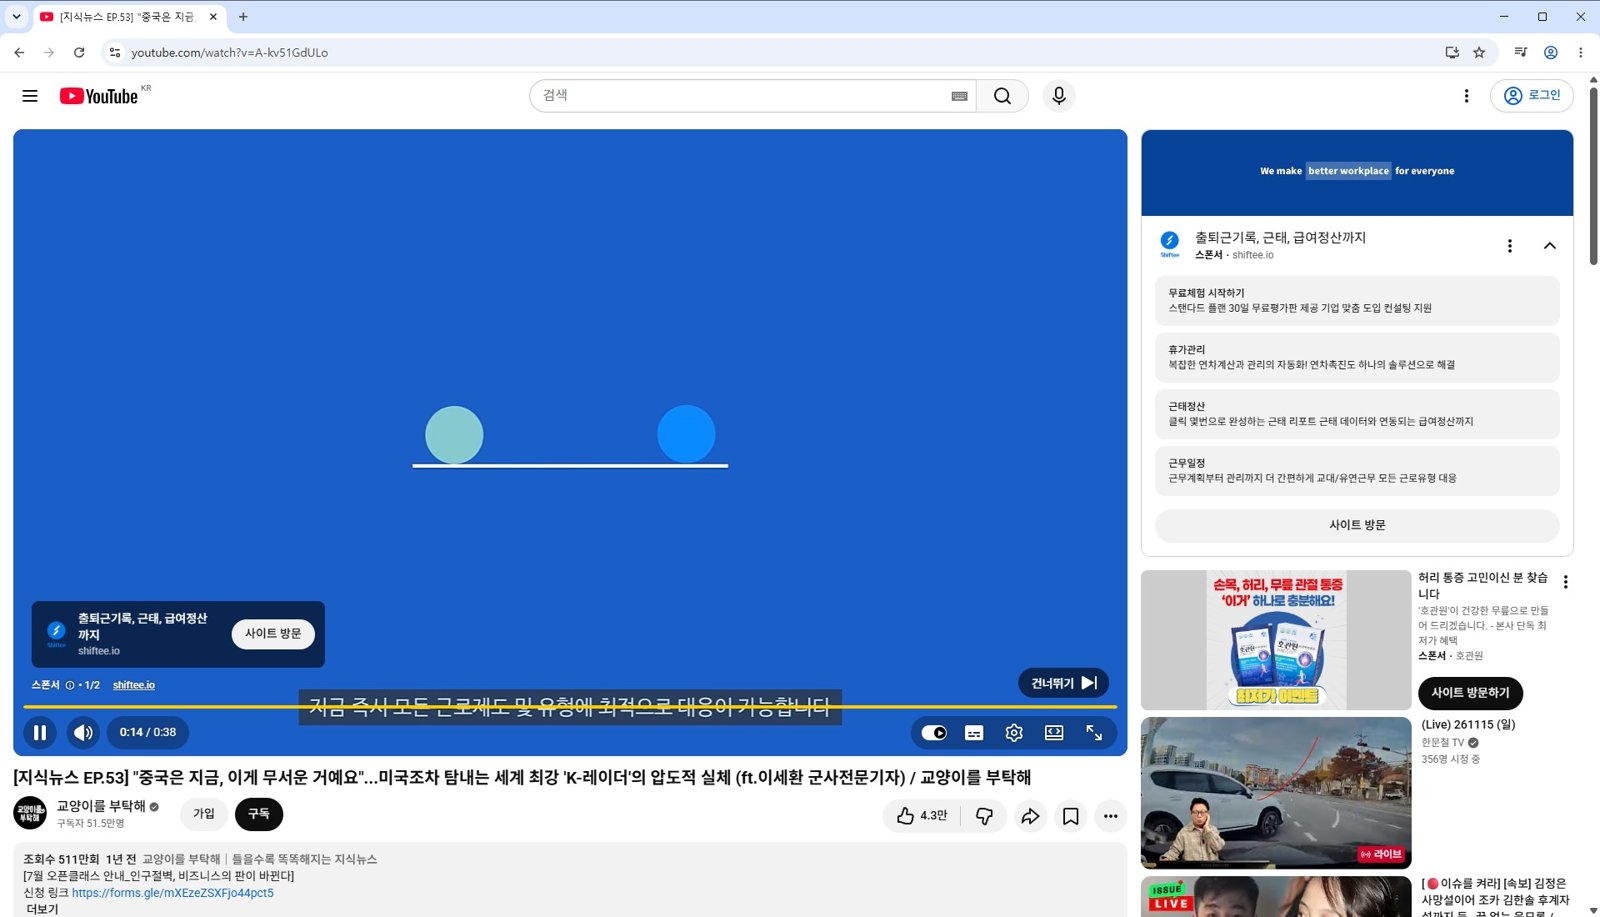 [지식뉴스 EP.53] "중국은 지금,
youtube.com/watch?v=A-kv51GdULo
YouTube KR
검색
로그인
We make better workplace for everyone
Shiftee
출퇴근기록, 근태, 급여정산까지
스폰서 · shiftee.io
무료체험 시작하기
스탠다드 플랜 30일 무료평가판 제공 기업 맞춤 도입 컨설팅 지원
휴가관리
복잡한 연차계산과 관리의 자동화! 연차촉진도 하나의 솔루션으로 해결
근태정산
클릭 몇번으로 완성하는 근태 리포트 근태 데이터와 연동되는 급여정산까지
근무일정
근무계획부터 관리까지 더 간편하게 교대/유연근무 모든 근로유형 대응
사이트 방문
출퇴근기록, 근태, 급여정산
까지
shiftee.io
Shiftee
사이트 방문
스폰서 · 1/2 shiftee.io
건너뛰기
지금 즉시 모든 근로제도 및 유형에 최적으로 대응이 가능합니다
0:14 / 0:38
[지식뉴스 EP.53] "중국은 지금, 이게 무서운 거예요"...미국조차 탐내는 세계 최강 'K-레이더'의 압도적 실체 (ft.이세환 군사전문기자) / 교양이를 부탁해
교양이를
부탁해
교양이를 부탁해
구독자 51.5만명
가입
구독
4.3만
조회수 511만회 1년 전 교양이를 부탁해 | 들을수록 똑똑해지는 지식뉴스
[7월 오픈클래스 안내_인구절벽, 비즈니스의 판이 바뀐다]
신청 링크 https://forms.gle/mXEzeZSXFjo44pct5
더보기
손목, 허리, 무릎 관절 통증
'이거' 하나로 충분해요!
호관원
호관원
최저가 이벤트
허리 통증 고민이신 분 찾습
니다
'호관원'이 건강한 무릎으로 만들
어 드리겠습니다. - 본사 단독 최
저가 혜택
스폰서 · 호관원
사이트 방문하기
라이브
(Live) 261115 (일)
한문철 TV
356명 시청 중
ISSUE
LIVE
[🔴이슈를 켜라] [속보] 김정은
사망설이어 조카 김한솔 후계자